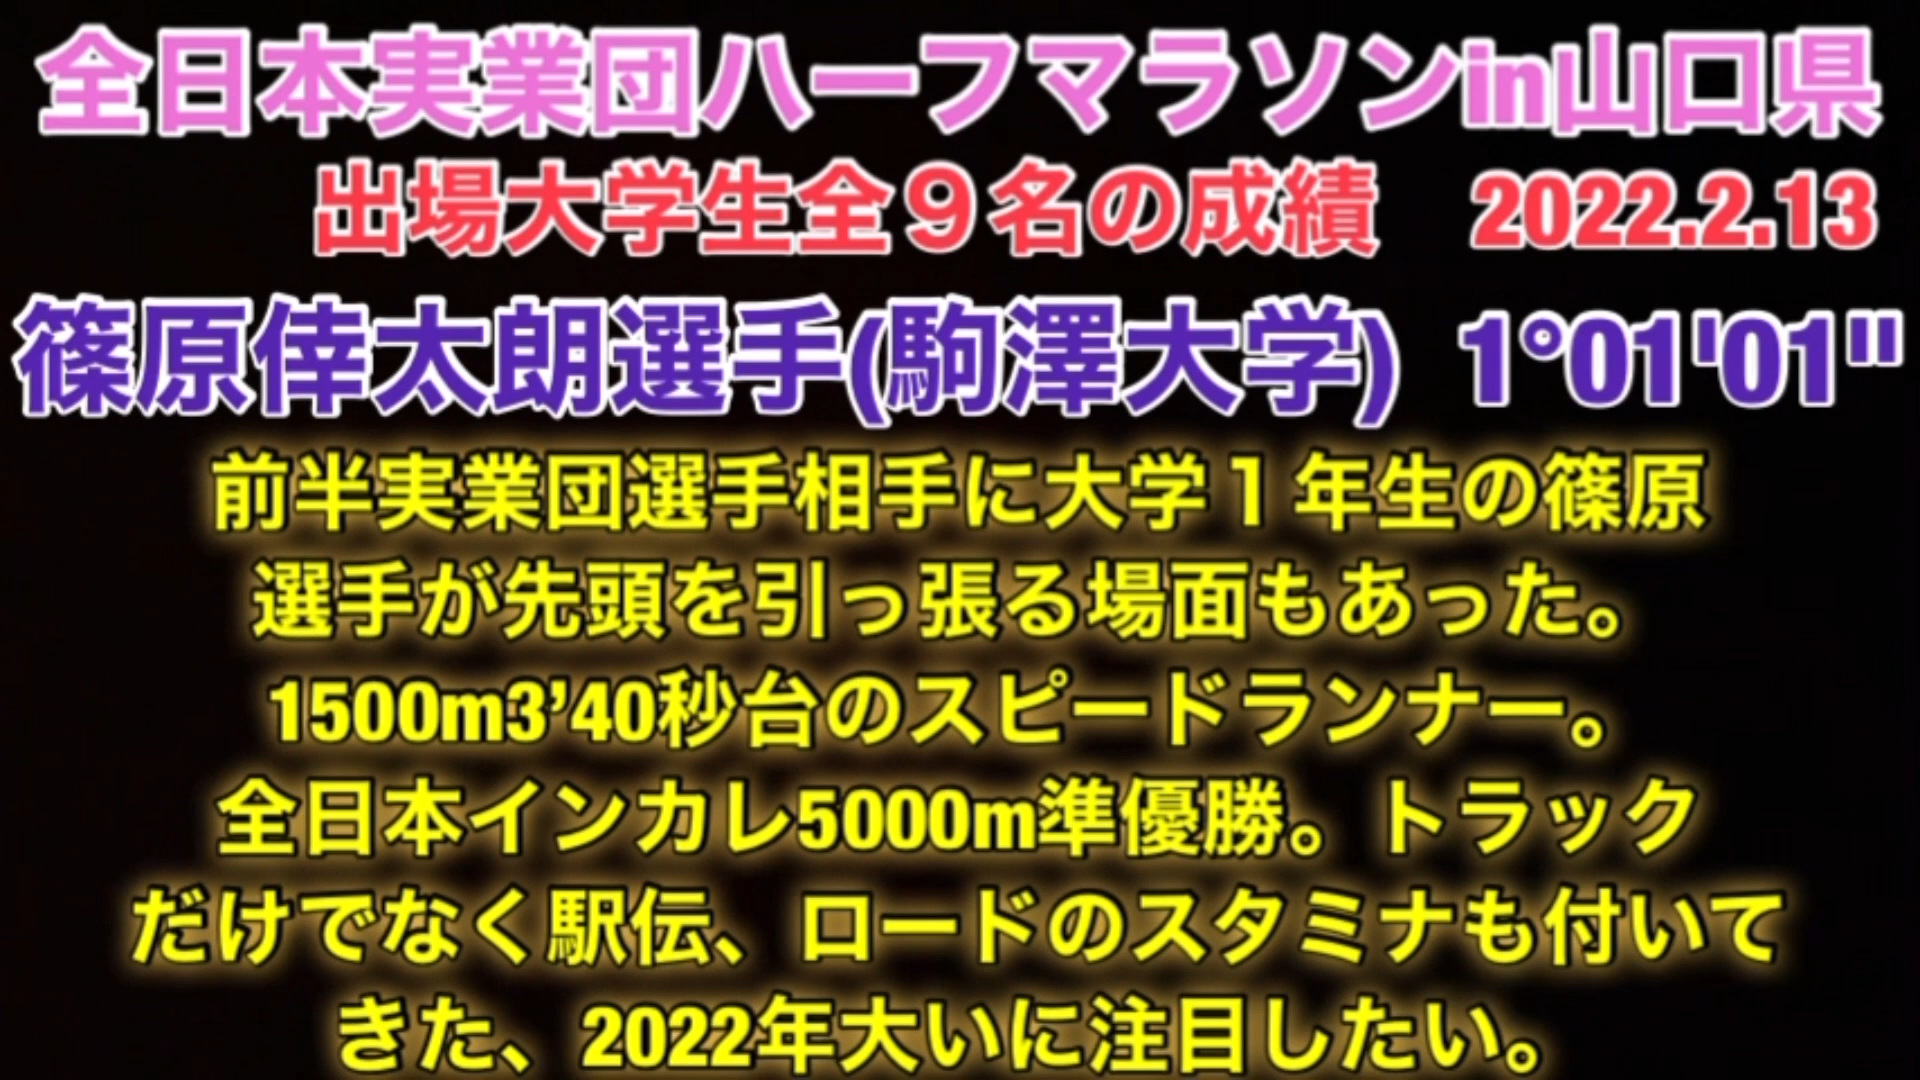 全日本実業団ハーフマラソンin山口県
出場大学生全９名の成績　2022.2.13
篠原倖太朗選手(駒澤大学) 1°01'01"
前半実業団選手相手に大学１年生の篠原
選手が先頭を引っ張る場面もあった。
1500m3’40秒台のスピードランナー。
全日本インカレ5000m準優勝。トラック
だけでなく駅伝、ロードのスタミナも付いて
きた、2022年大いに注目したい。